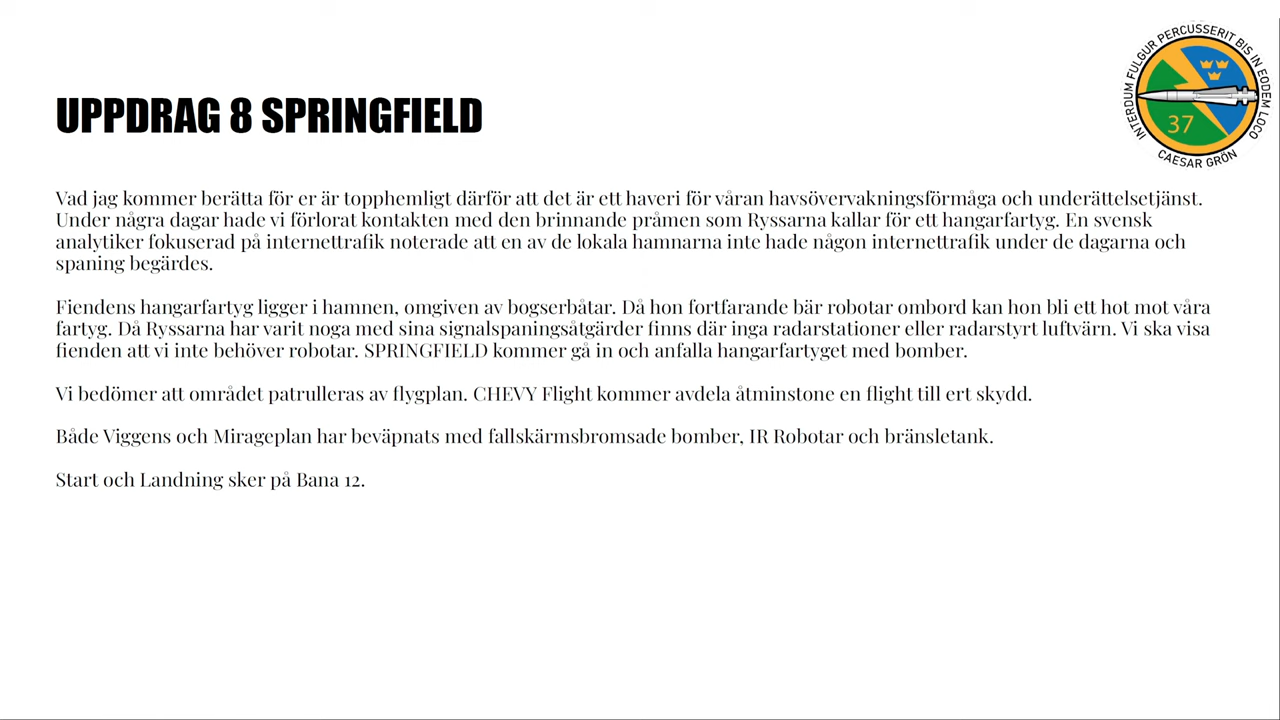 UPPDRAG 8 SPRINGFIELD
INTERDUM FULGUR PERCUSSERIT BIS IN EODEM LOCO
37
CAESAR GRÖN
Vad jag kommer berätta för er är topphemligt därför att det är ett haveri för våran havsövervakningsförmåga och underättelsetjänst.
Under några dagar hade vi förlorat kontakten med den brinnande pråmen som Ryssarna kallar för ett hangarfartyg. En svensk
analytiker fokuserad på internettrafik noterade att en av de lokala hamnarna inte hade någon internettrafik under de dagarna och
spaning begärdes.
Fiendens hangarfartyg ligger i hamnen, omgiven av bogserbåtar. Då hon fortfarande bär robotar ombord kan hon bli ett hot mot våra
fartyg. Då Ryssarna har varit noga med sina signalspaningsåtgärder finns där inga radarstationer eller radarstyrt luftvärn. Vi ska visa
fienden att vi inte behöver robotar. SPRINGFIELD kommer gå in och anfalla hangarfartyget med bomber.
Vi bedömer att området patrulleras av flygplan. CHEVY Flight kommer avdela åtminstone en flight till ert skydd.
Både Viggens och Mirageplan har beväpnats med fallskärmsbromsade bomber, IR Robotar och bränsletank.
Start och Landning sker på Bana 12.